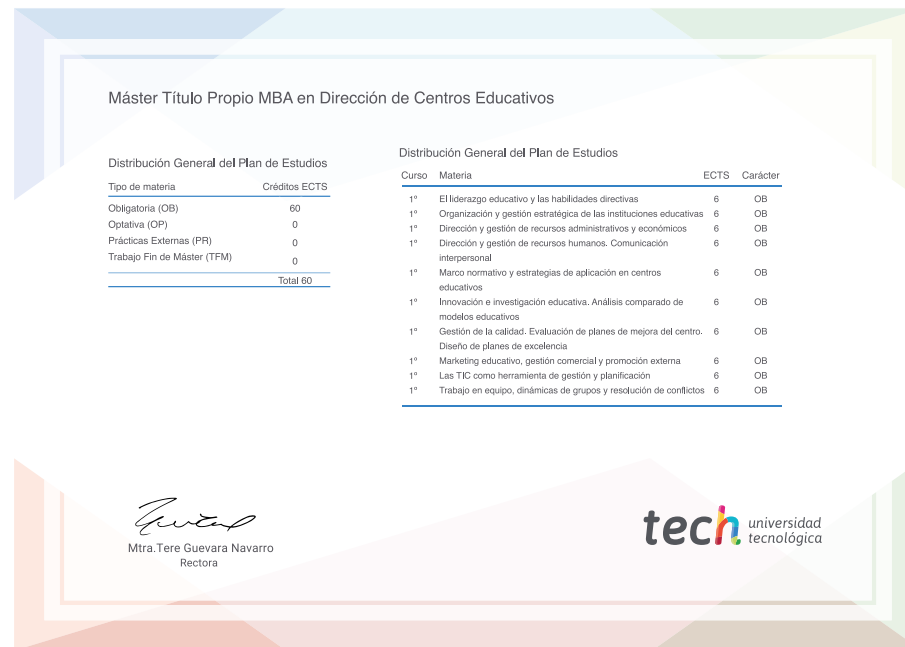 Máster Título Propio MBA en Dirección de Centros Educativos
Distribución General del Plan de Estudios
Tipo de materia Créditos ECTS
Obligatoria (OB) 60
Optativa (OP) 0
Prácticas Externas (PR) 0
Trabajo Fin de Máster (TFM) 0
Total 60
Distribución General del Plan de Estudios
Curso Materia ECTS Carácter
1º El liderazgo educativo y las habilidades directivas 6 OB
1º Organización y gestión estratégica de las instituciones educativas 6 OB
1º Dirección y gestión de recursos administrativos y económicos 6 OB
1º Dirección y gestión de recursos humanos. Comunicación 6 OB
interpersonal
1º Marco normativo y estrategias de aplicación en centros 6 OB
educativos
1º Innovación e investigación educativa. Análisis comparado de 6 OB
modelos educativos
1º Gestión de la calidad. Evaluación de planes de mejora del centro. 6 OB
Diseño de planes de excelencia
1º Marketing educativo, gestión comercial y promoción externa 6 OB
1º Las TIC como herramienta de gestión y planificación 6 OB
1º Trabajo en equipo, dinámicas de grupos y resolución de conflictos 6 OB
Mtra.Tere Guevara Navarro
Rectora
tech universidad
tecnológica